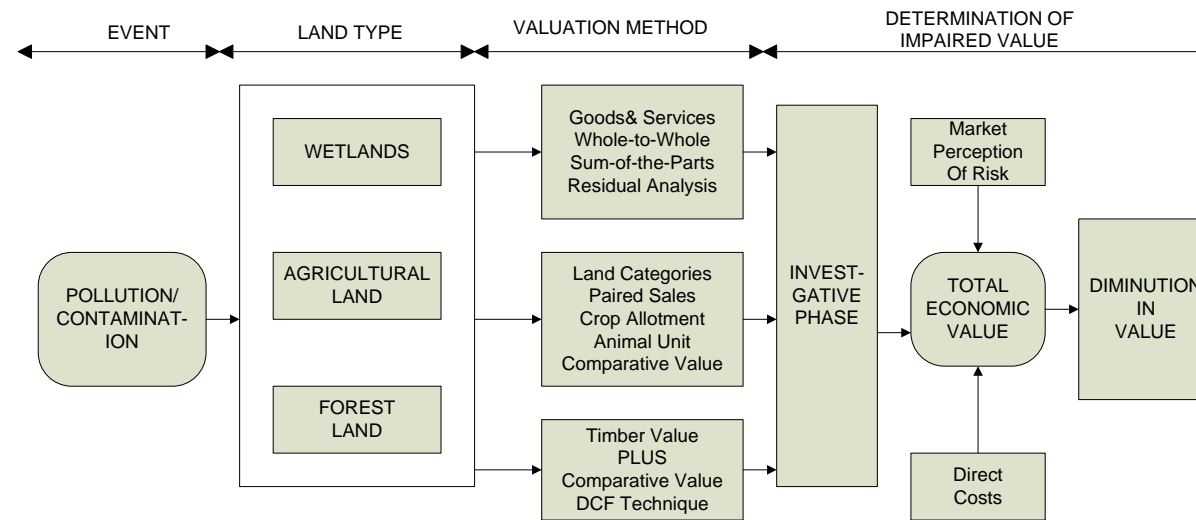 EVENT
LAND TYPE
VALUATION METHOD
DETERMINATION OF
IMPAIRED VALUE
POLLUTION/
CONTAMINAT-
ION
WETLANDS
AGRICULTURAL
LAND
FOREST
LAND
Goods& Services
Whole-to-Whole
Sum-of-the-Parts
Residual Analysis
Land Categories
Paired Sales
Crop Allotment
Animal Unit
Comparative Value
Timber Value
PLUS
Comparative Value
DCF Technique
INVEST-
GATIVE
PHASE
Market
Perception
Of Risk
TOTAL
ECONOMIC
VALUE
Direct
Costs
DIMINUTION
IN
VALUE